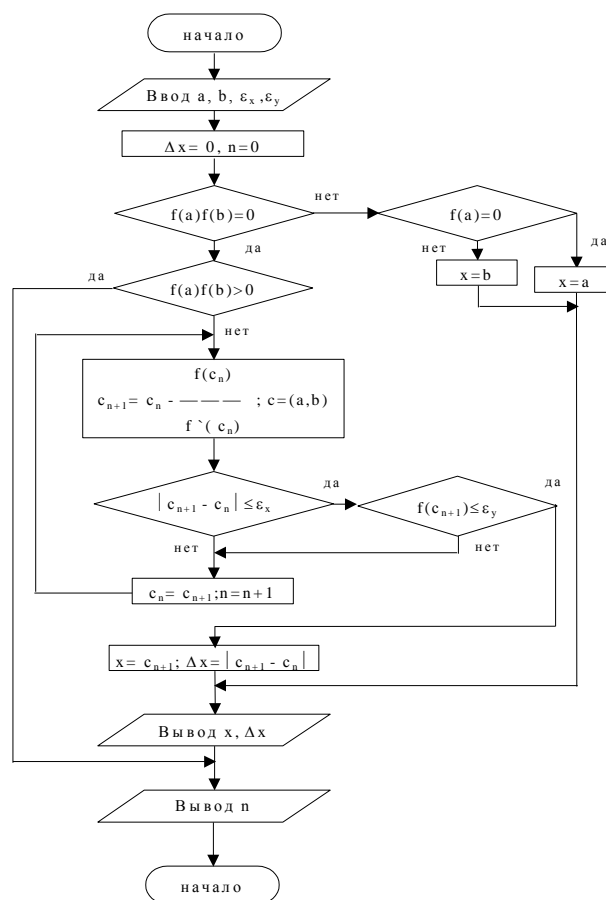 начало
Ввод a, b, εx ,εy
Δx= 0, n=0
f(a)f(b)=0
нет
f(a)=0
да
нет
да
x=b
x=a
да
f(a)f(b)>0
нет
f(cn)
cn+1= cn - ——— ; c=(a,b)
f `( cn)
да
да
| cn+1 - cn | ≤ εx
f(cn+1)≤εy
нет
нет
cn= cn+1;n=n+1
x= cn+1; Δx=| cn+1 - cn |
Вывод x, Δx
Вывод n
начало